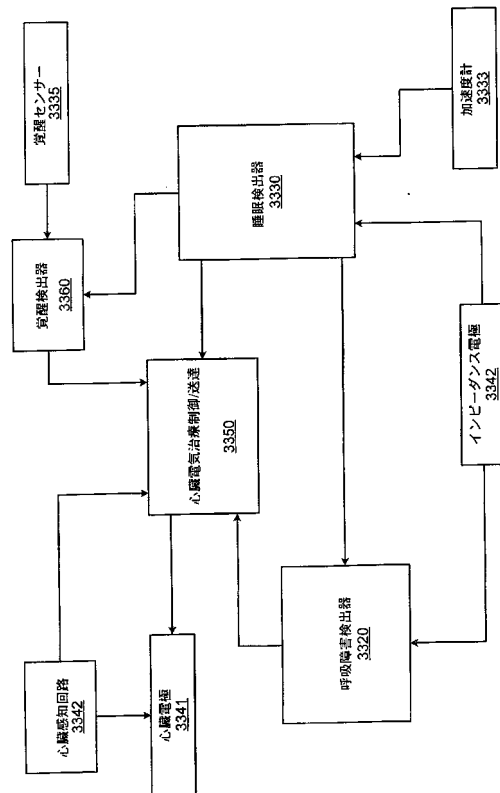 覚醒センサー
3335
覚醒検出器
3360
加速度計
3333
睡眠検出器
3330
心臓電気治療制御/送達
3350
インピーダンス電極
3342
呼吸障害検出器
3320
心臓感知回路
3342
心臓電極
3341